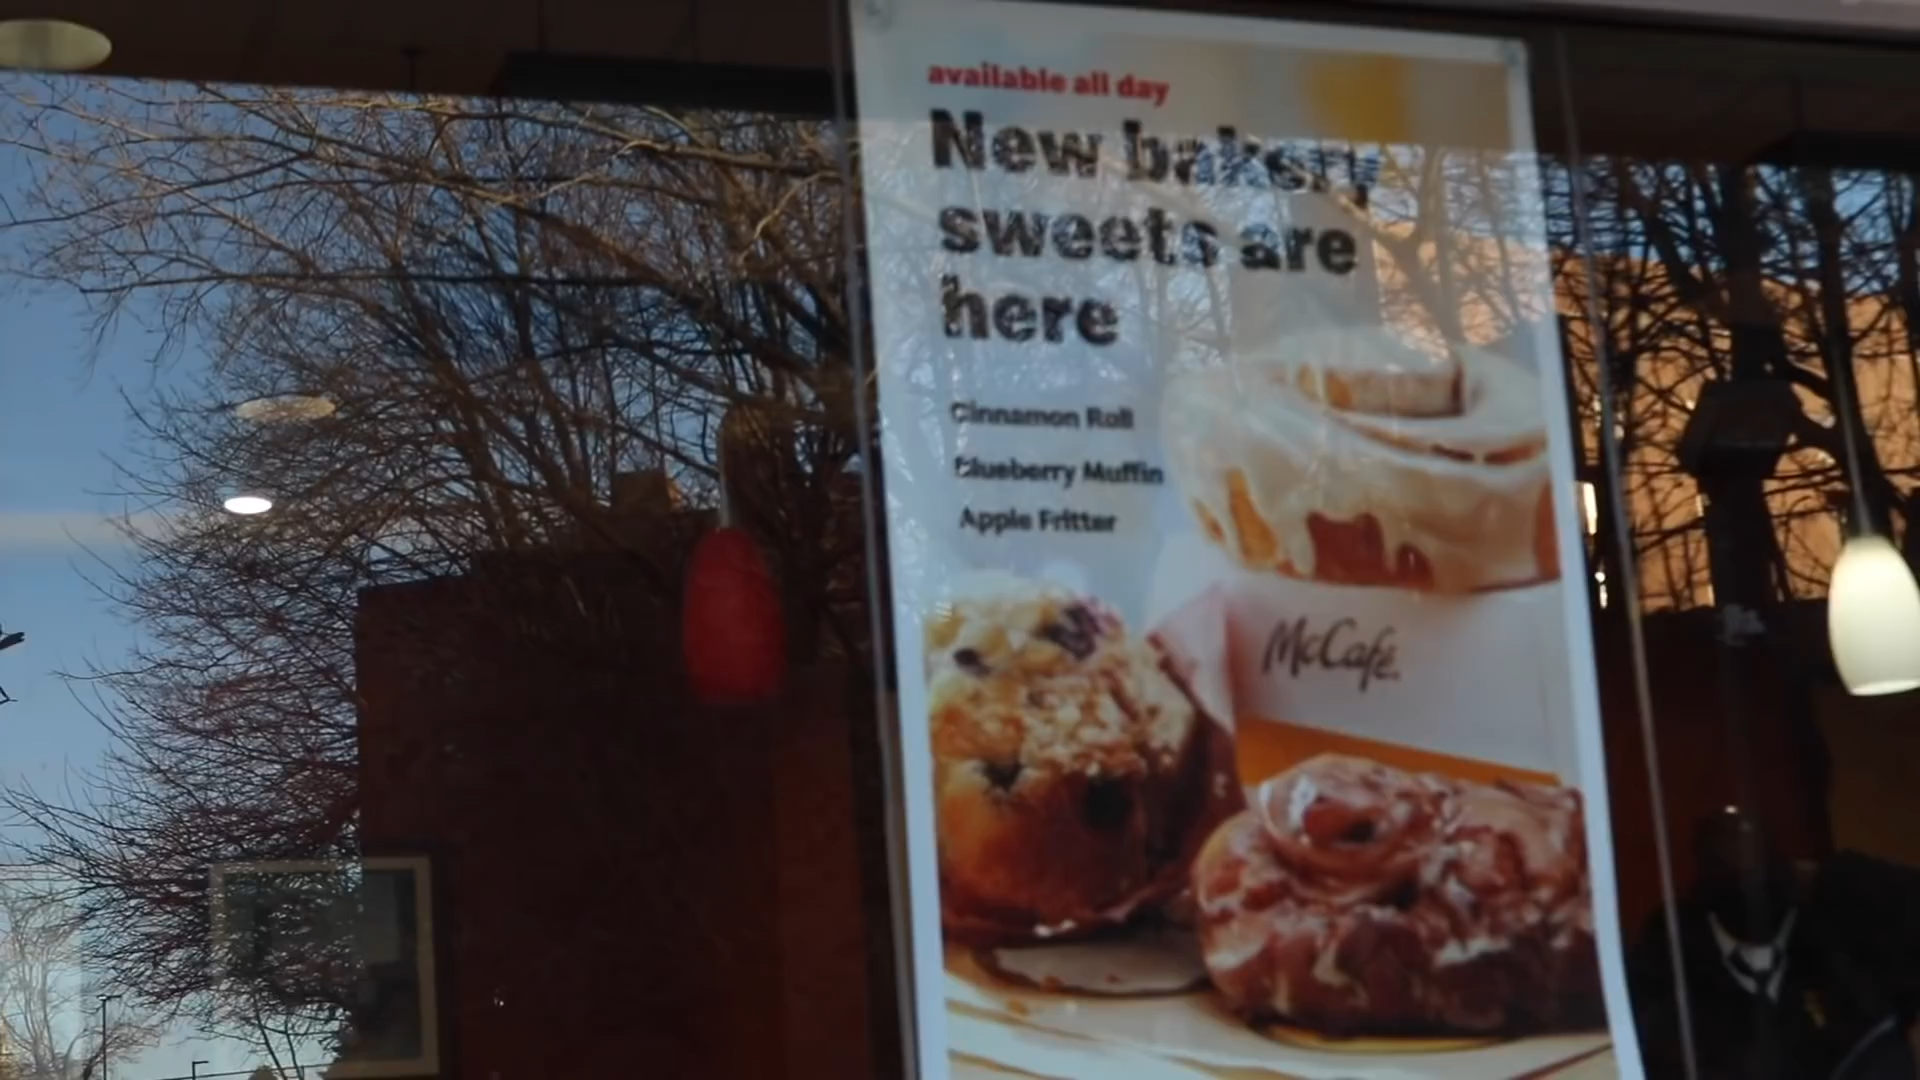 available all day
New bakery
sweets are
here
Cinnamon Roll
Blueberry Muffin
Apple Fritter
McCafé.